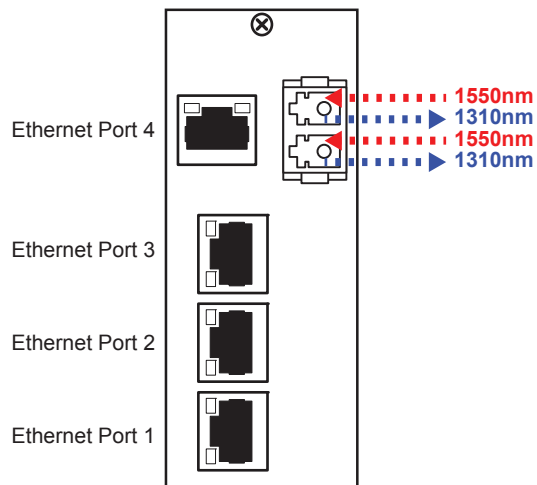 1550nm
1310nm
Ethernet Port 4
1550nm
1310nm
Ethernet Port 3
Ethernet Port 2
Ethernet Port 1